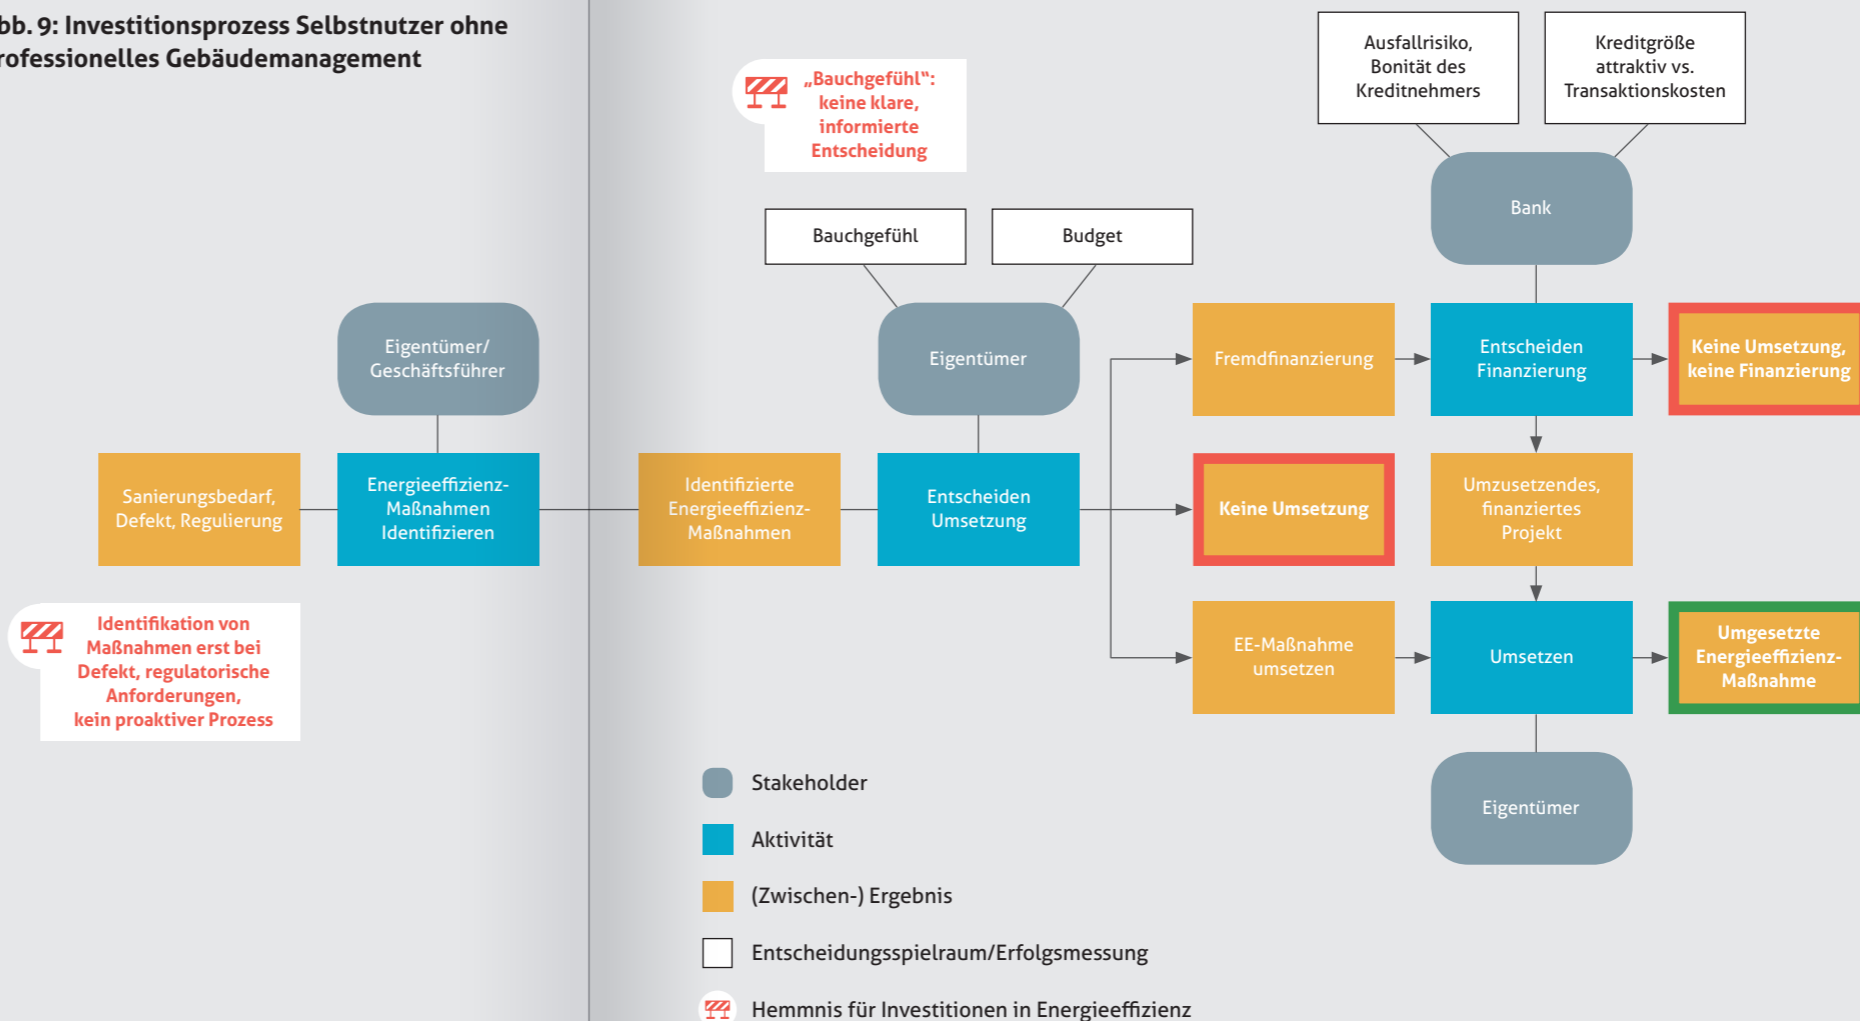 bb. 9: Investitionsprozess Selbstnutzer ohne
rofessionelles Gebäudemanagement
„Bauchgefühl“:
keine klare,
informierte
Entscheidung
Ausfallrisiko,
Bonität des
Kreditnehmers
Kreditgröße
attraktiv vs.
Transaktionskosten
Bank
Bauchgefühl
Budget
Eigentümer/
Geschäftsführer
Eigentümer
Fremdfinanzierung
Entscheiden
Finanzierung
Keine Umsetzung,
keine Finanzierung
Sanierungsbedarf,
Defekt, Regulierung
Energieeffizienz-
Maßnahmen
Identifizieren
Identifizierte
Energieeffizienz-
Maßnahmen
Entscheiden
Umsetzung
Keine Umsetzung
Umzusetzendes,
finanziertes
Projekt
Identifikation von
Maßnahmen erst bei
Defekt, regulatorische
Anforderungen,
kein proaktiver Prozess
EE-Maßnahme
umsetzen
Umsetzen
Umgesetzte
Energieeffizienz-
Maßnahme
Eigentümer
Stakeholder
Aktivität
(Zwischen-) Ergebnis
Entscheidungsspielraum/Erfolgsmessung
Hemmnis für Investitionen in Energieeffizienz